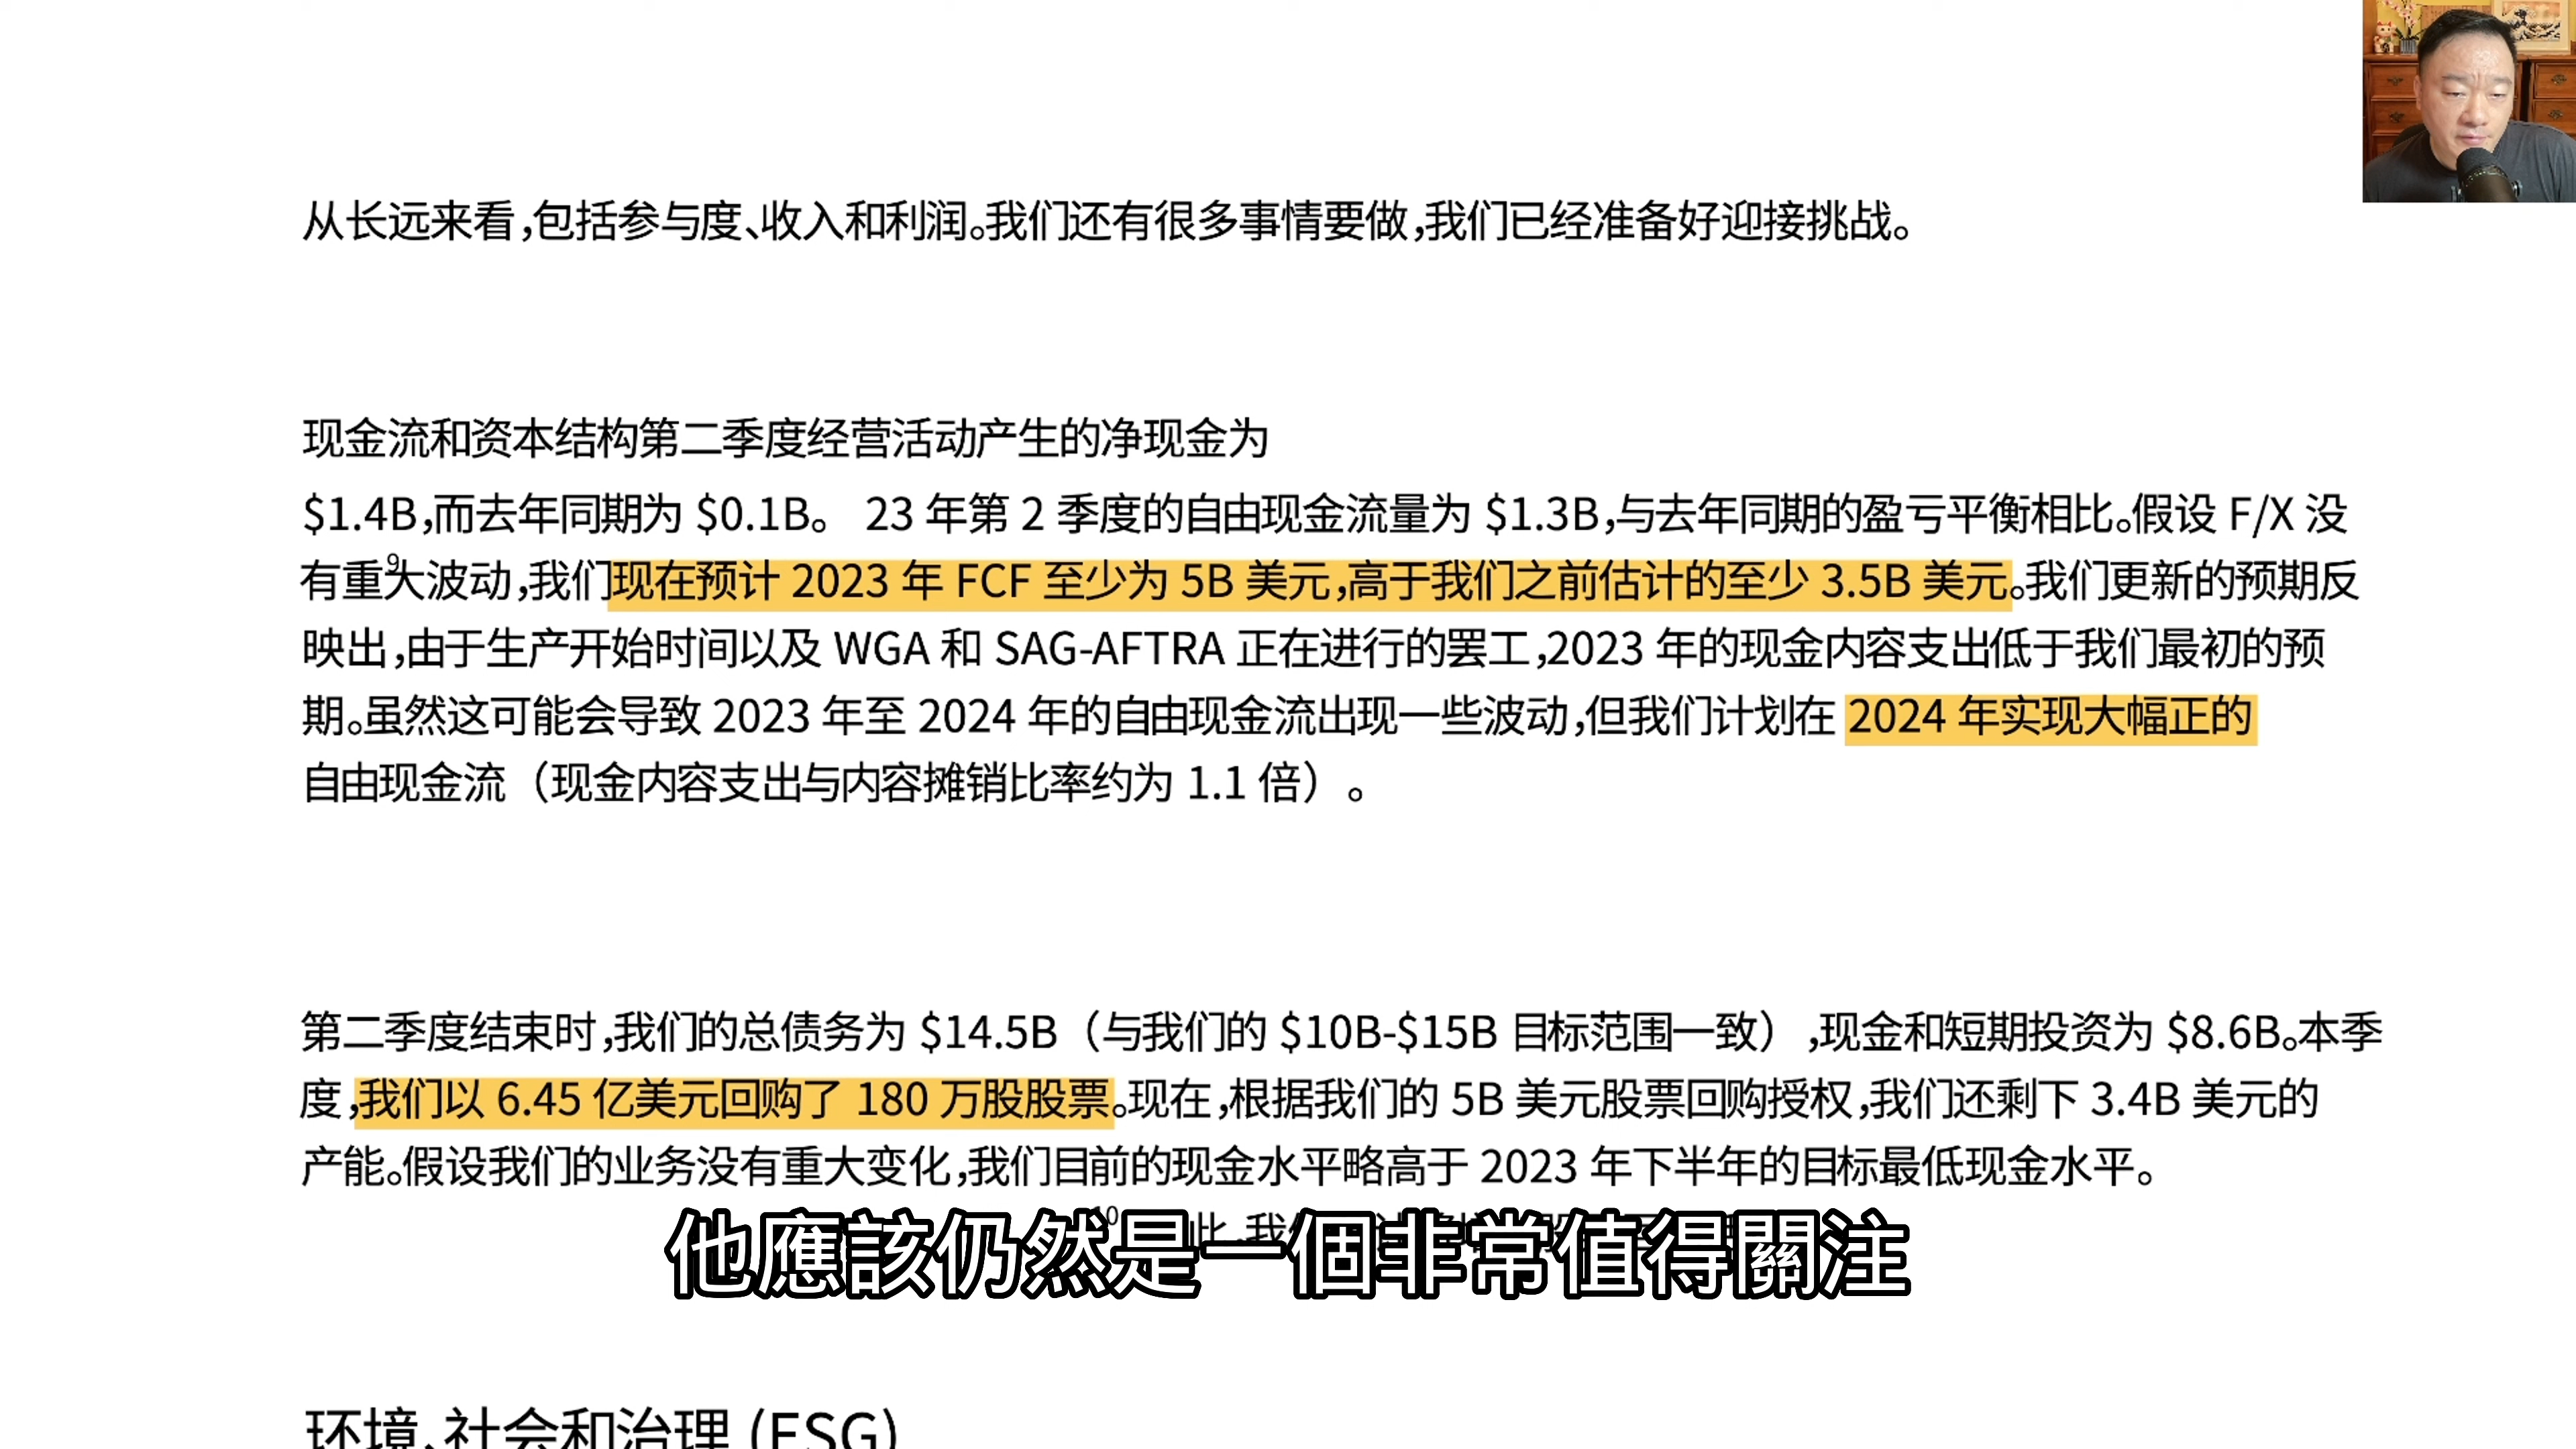 从长远来看,包括参与度、收入和利润。我们还有很多事情要做,我们已经准备好迎接挑战。
现金流和资本结构第二季度经营活动产生的净现金为
$1.4B,而去年同期为 $0.1B。 23 年第 2 季度的自由现金流量为 $1.3B,与去年同期的盈亏平衡相比。假设 F/X 没
有重大波动,我们现在预计 2023 年 FCF 至少为 5B 美元,高于我们之前估计的至少 3.5B 美元。我们更新的预期反
9
映出,由于生产开始时间以及 WGA 和 SAG-AFTRA 正在进行的罢工,2023 年的现金内容支出低于我们最初的预
期。虽然这可能会导致 2023 年至 2024 年的自由现金流出现一些波动,但我们计划在 2024 年实现大幅正的
自由现金流（现金内容支出与内容摊销比率约为 1.1 倍）。
第二季度结束时,我们的总债务为 $14.5B（与我们的 $10B-$15B 目标范围一致）,现金和短期投资为 $8.6B。本季
度,我们以 6.45 亿美元回购了 180 万股股票。现在,根据我们的 5B 美元股票回购授权,我们还剩下 3.4B 美元的
产能。假设我们的业务没有重大变化,我们目前的现金水平略高于 2023 年下半年的目标最低现金水平。
10
此,我
他應該仍然是一個非常值得關注
环境、社会和治理 (ESG)